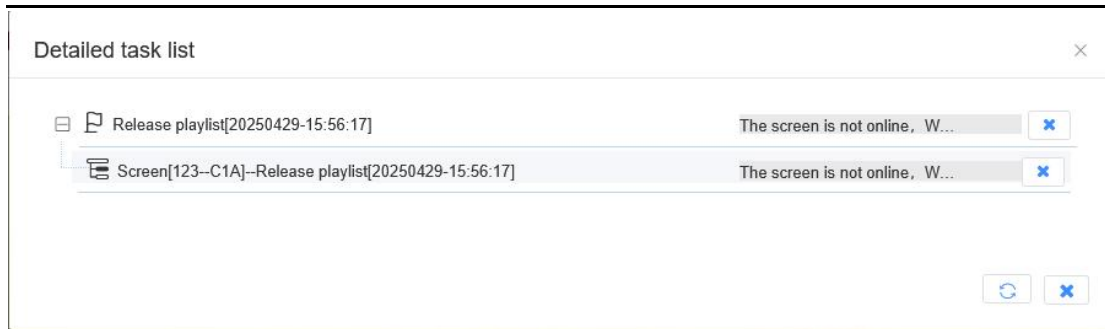 Detailed task list
Release playlist[20250429-15:56:17] The screen is not online，W...
Screen[123--C1A]--Release playlist[20250429-15:56:17] The screen is not online，W...